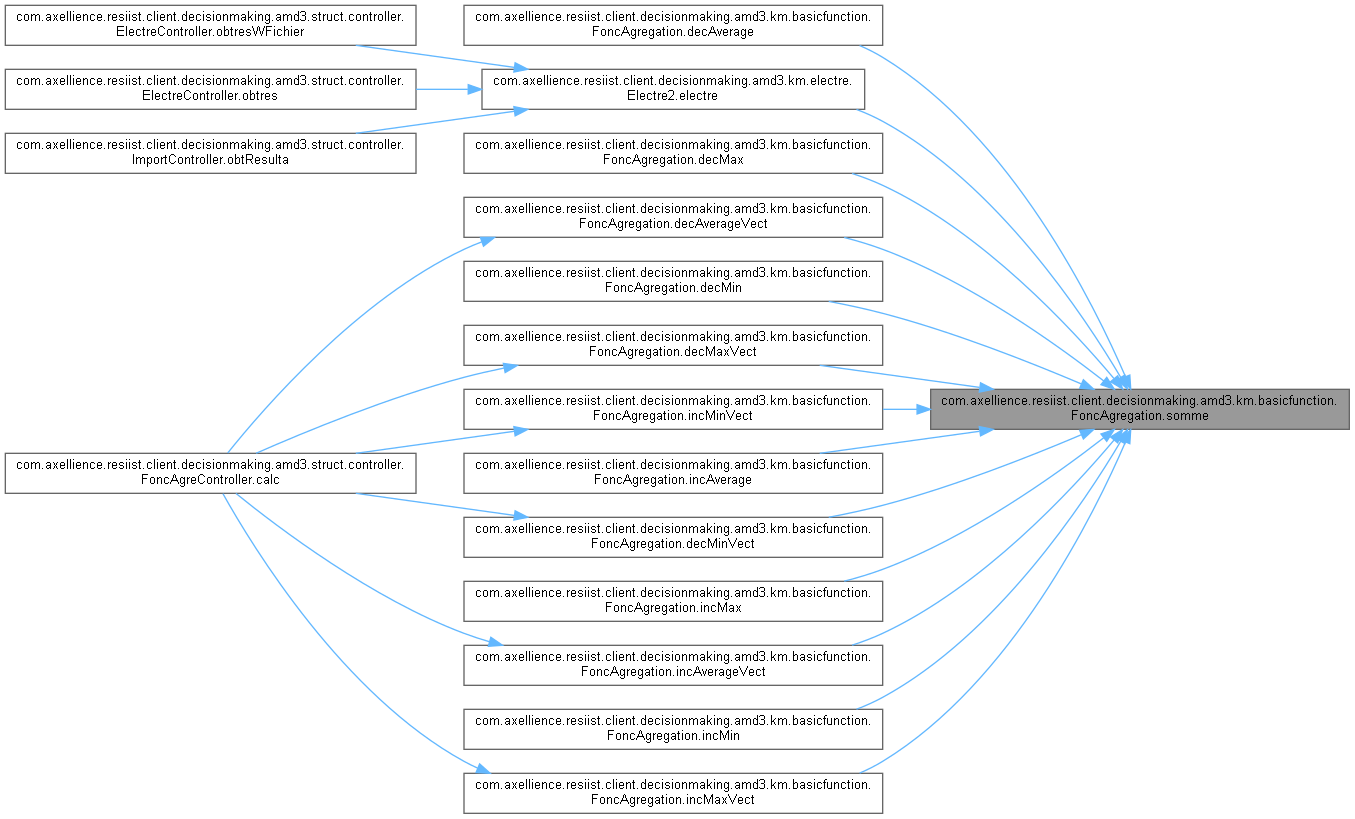 com.axellience.resiist.client.decisionmaking.amd3.struct.controller.
ElectreController.obtresWFichier
com.axellience.resiist.client.decisionmaking.amd3.struct.controller.
ElectreController.obtres
com.axellience.resiist.client.decisionmaking.amd3.struct.controller.
ImportController.obtResulta
com.axellience.resiist.client.decisionmaking.amd3.struct.controller.
FoncAgreController.calc
com.axellience.resiist.client.decisionmaking.amd3.km.basicfunction.
FoncAgregation.decAverage
com.axellience.resiist.client.decisionmaking.amd3.km.electre.
Electre2.electre
com.axellience.resiist.client.decisionmaking.amd3.km.basicfunction.
FoncAgregation.decMax
com.axellience.resiist.client.decisionmaking.amd3.km.basicfunction.
FoncAgregation.decAverageVect
com.axellience.resiist.client.decisionmaking.amd3.km.basicfunction.
FoncAgregation.decMin
com.axellience.resiist.client.decisionmaking.amd3.km.basicfunction.
FoncAgregation.decMaxVect
com.axellience.resiist.client.decisionmaking.amd3.km.basicfunction.
FoncAgregation.incMinVect
com.axellience.resiist.client.decisionmaking.amd3.km.basicfunction.
FoncAgregation.incAverage
com.axellience.resiist.client.decisionmaking.amd3.km.basicfunction.
FoncAgregation.decMinVect
com.axellience.resiist.client.decisionmaking.amd3.km.basicfunction.
FoncAgregation.incMax
com.axellience.resiist.client.decisionmaking.amd3.km.basicfunction.
FoncAgregation.incAverageVect
com.axellience.resiist.client.decisionmaking.amd3.km.basicfunction.
FoncAgregation.incMin
com.axellience.resiist.client.decisionmaking.amd3.km.basicfunction.
FoncAgregation.incMaxVect
com.axellience.resiist.client.decisionmaking.amd3.km.basicfunction.
FoncAgregation.somme